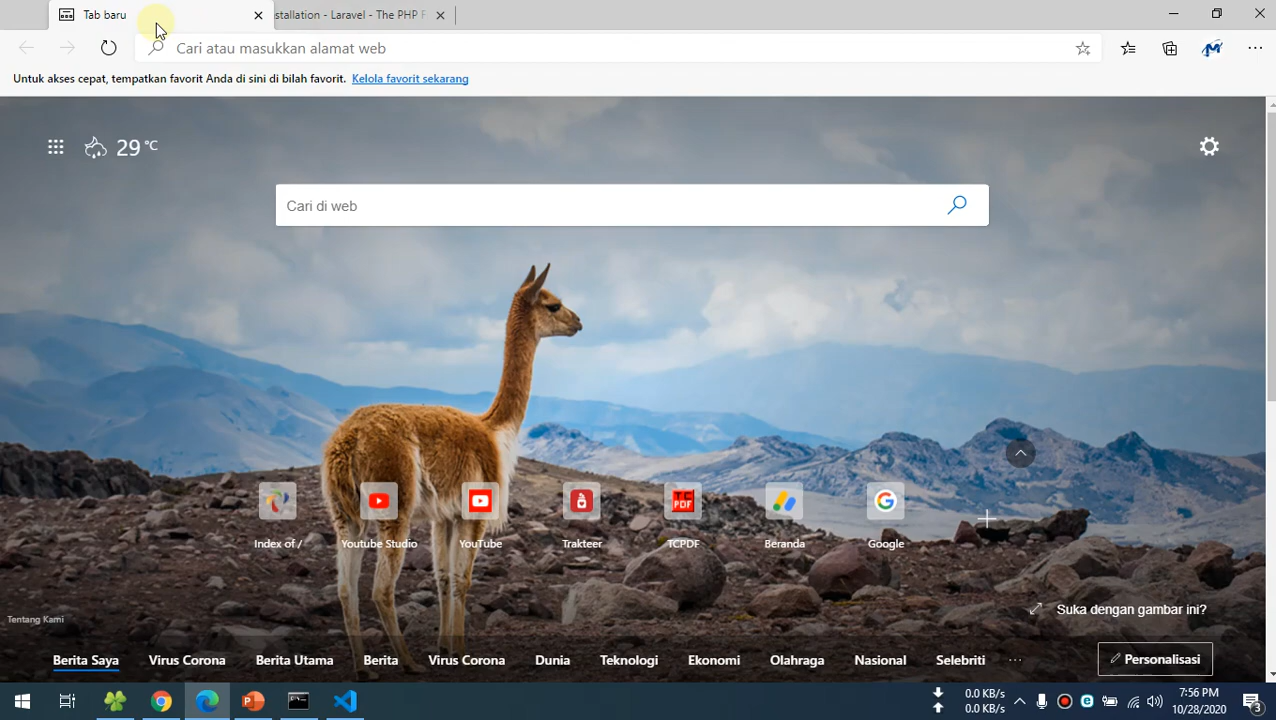 Tab baru
stallation - Laravel - The PHP F
Cari atau masukkan alamat web
Untuk akses cepat, tempatkan favorit Anda di sini di bilah favorit. Kelola favorit sekarang
29 °C
Cari di web
Index of /
Youtube Studio
YouTube
Trakteer
TCPDF
Beranda
Google
Suka dengan gambar ini?
Tentang Kami
Berita Saya
Virus Corona
Berita Utama
Berita
Virus Corona
Dunia
Teknologi
Ekonomi
Olahraga
Nasional
Selebriti
Personalisasi
0.0 KB/s
0.0 KB/s
7:56 PM
10/28/2020
3